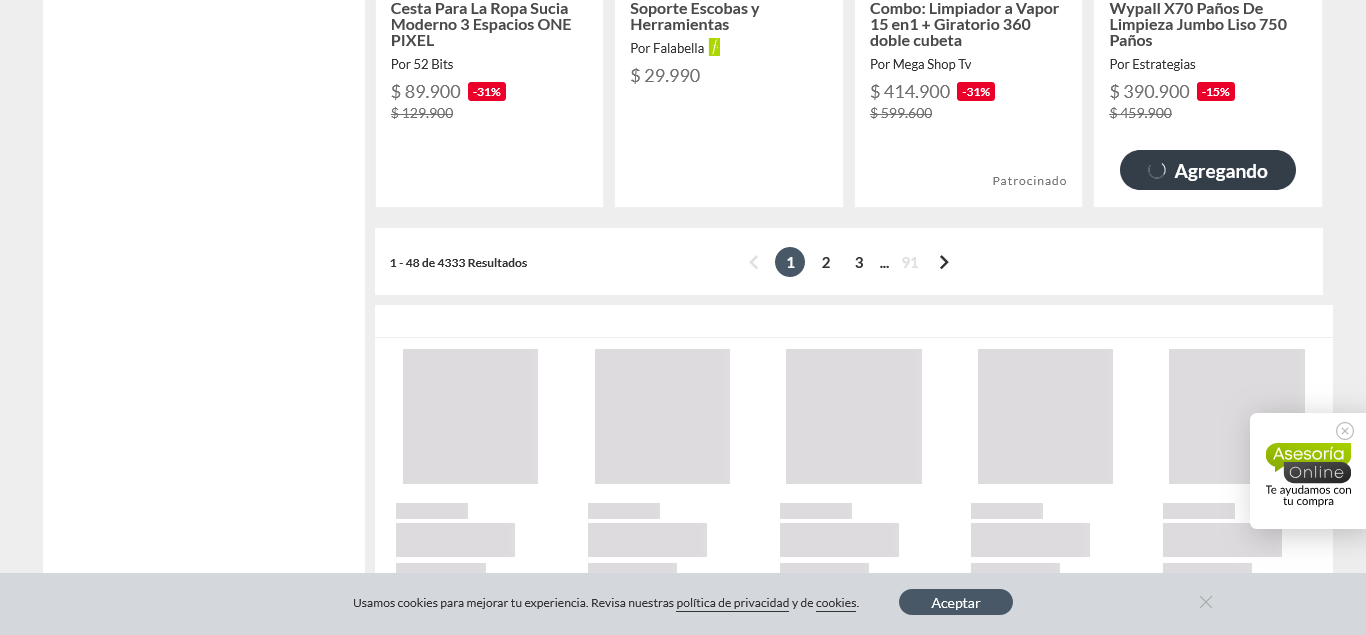 Cesta Para La Ropa Sucia
Moderno 3 Espacios ONE
PIXEL
Por 52 Bits
$ 89.900 -31%
$ 129.900
Soporte Escobas y
Herramientas
Por Falabella
$ 29.990
Combo: Limpiador a Vapor
15 en1 + Giratorio 360
doble cubeta
Por Mega Shop Tv
$ 414.900 -31%
$ 599.600
Patrocinado
Wypall X70 Paños De
Limpieza Jumbo Liso 750
Paños
Por Estrategias
$ 390.900 -15%
$ 459.900
Agregando
1 - 48 de 4333 Resultados
1 2 3 ... 91
Asesoría
Online
Te ayudamos con
tu compra
Usamos cookies para mejorar tu experiencia. Revisa nuestras política de privacidad y de cookies.
Aceptar